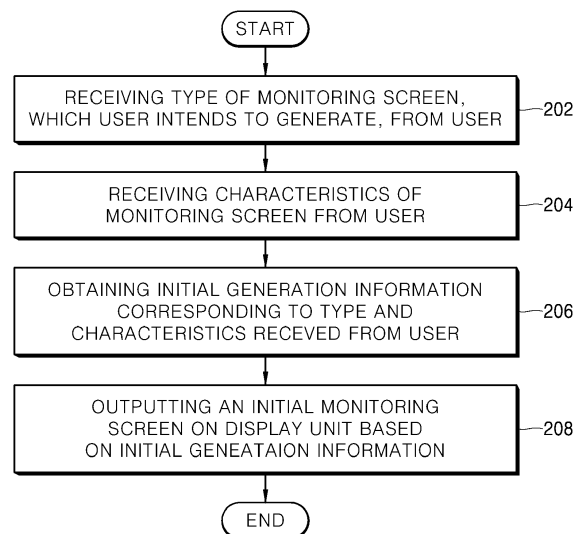 START
RECEIVING TYPE OF MONITORING SCREEN,
WHICH USER INTENDS TO GENERATE, FROM USER
202
RECEIVING CHARACTERISTICS OF
MONITORING SCREEN FROM USER
204
OBTAINING INITIAL GENERATION INFORMATION
CORRESPONDING TO TYPE AND
CHARACTERISTICS RECEVED FROM USER
206
OUTPUTTING AN INITIAL MONITORING
SCREEN ON DISPLAY UNIT BASED
ON INITIAL GENEATAION INFORMATION
208
END